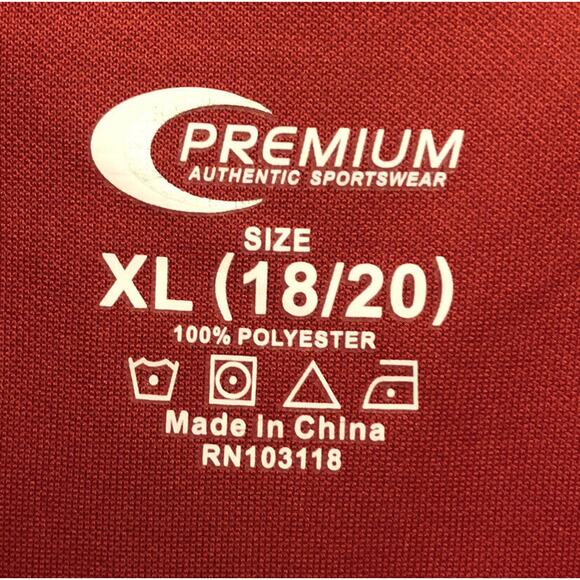 PREMIUM
AUTHENTIC SPORTSWEAR
SIZE
XL (18/20)
100% POLYESTER
Made In China
RN103118